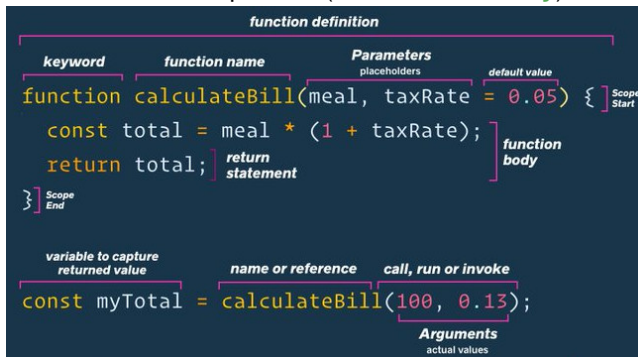 function definition
keyword function name Parameters
placeholders default value
function calculateBill(meal, taxRate = 0.05) { Scope Start
const total = meal * (1 + taxRate);
return total; return statement
function body
} Scope End
variable to capture returned value
name or reference call, run or invoke
const myTotal = calculateBill(100, 0.13);
Arguments
actual values